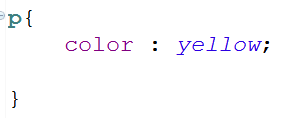 p{
color : yellow;
}